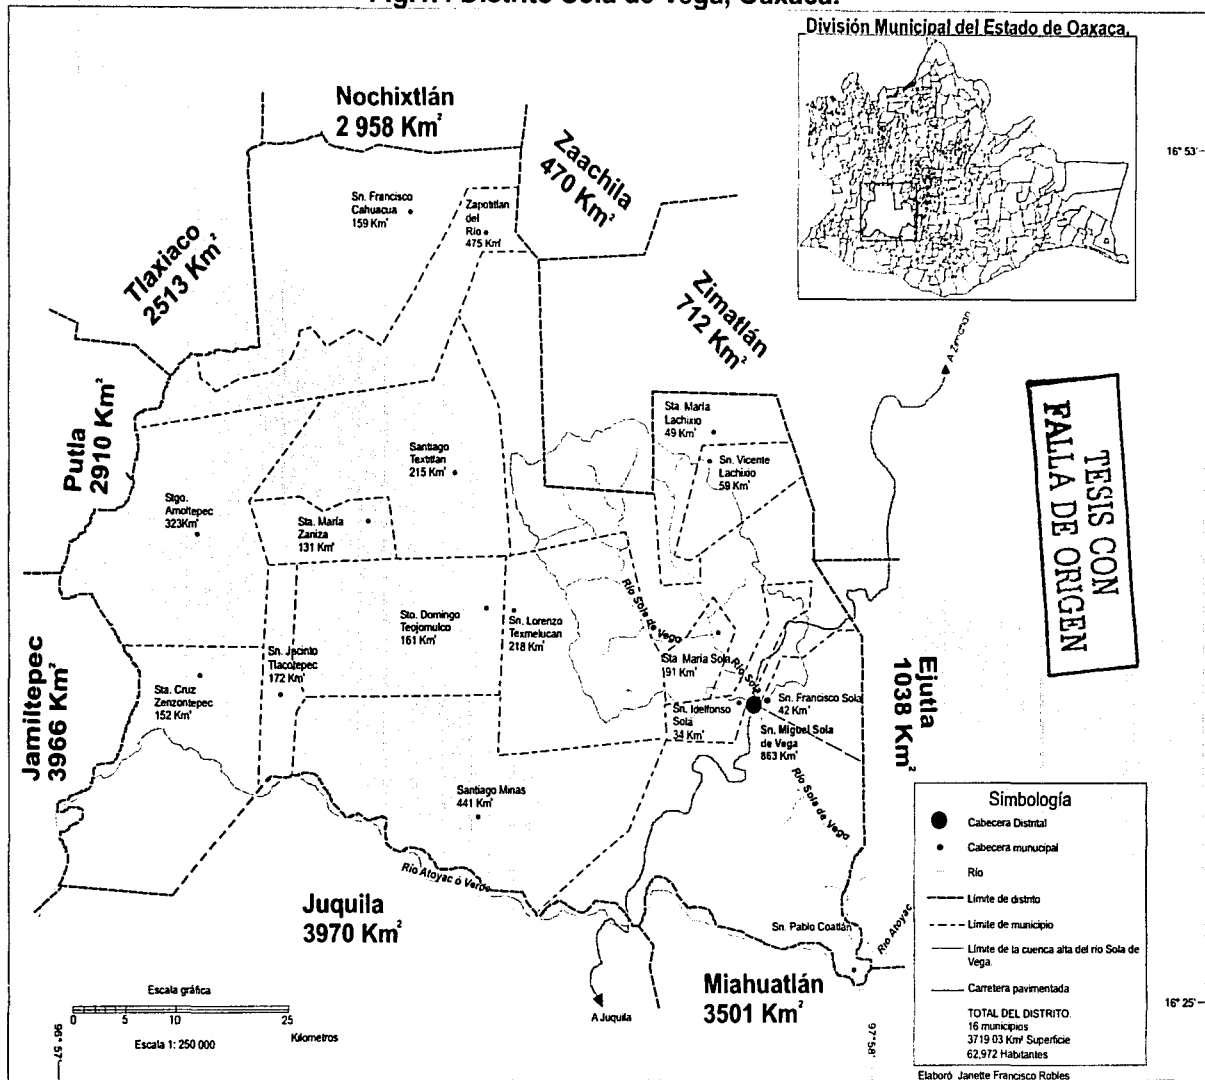 Distrito Sola de Vega, Oaxaca.
División Municipal del Estado de Oaxaca.
Nochixtlán
2 958 Km²
Zaachila
470 Km²
16° 53'
Sn. Francisco
Cahuacua
159 Km²
Zapotitlan
del
Rio
475 Km²
Tlaxiaco
2513 Km²
Zimatlán
712 Km²
Putla
2910 Km²
Sta. María
Lachixio
49 Km²
Sn. Vicente
Lachixio
59 Km²
Santiago
Textitlan
215 Km²
Stgo.
Amoltepec
323Km²
Sta. María
Zaniza
131 Km²
TESIS CON
FALLA DE ORIGEN
Sto. Domingo
Teojomulco
161 Km²
Sn. Lorenzo
Texmelucan
218 Km²
Río Sola de Vega
Sn. Jacinto
Tlacotepec
172 Km²
Sta María Sola
91 Km²
Río Sola
Sta. Cruz
Zenzontepec
152 Km²
Sn. Francisco Sola
42 Km²
Sn. Idelfonso
Sola
34 Km²
Sn. Miguel Sola
de Vega
863 Km²
Ejutla
1038 Km²
Jamiltepec
3966 Km²
Río Sola de Vega
Santiago Minas
441 Km²
Río Atoyac ó Verde
Juquila
3970 Km²
Sn. Pablo Coatlán
Río Atoyac
Miahuatlán
3501 Km²
A Juquila
Simbología
Cabecera Distrital
Cabecera munucipal
Río
Límite de distrito
Límite de municipio
Límite de la cuenca alta del río Sola de
Vega.
Carretera pavimentada
TOTAL DEL DISTRITO.
16 municipios
3719 03 Km² Superficie
62,972 Habitantes
Escala gráfica
0 5 10 25
Kilometros
Escala 1: 250 000
96° 57'
97° 58'
16° 25'
Elaboró Janette Francisco Robles